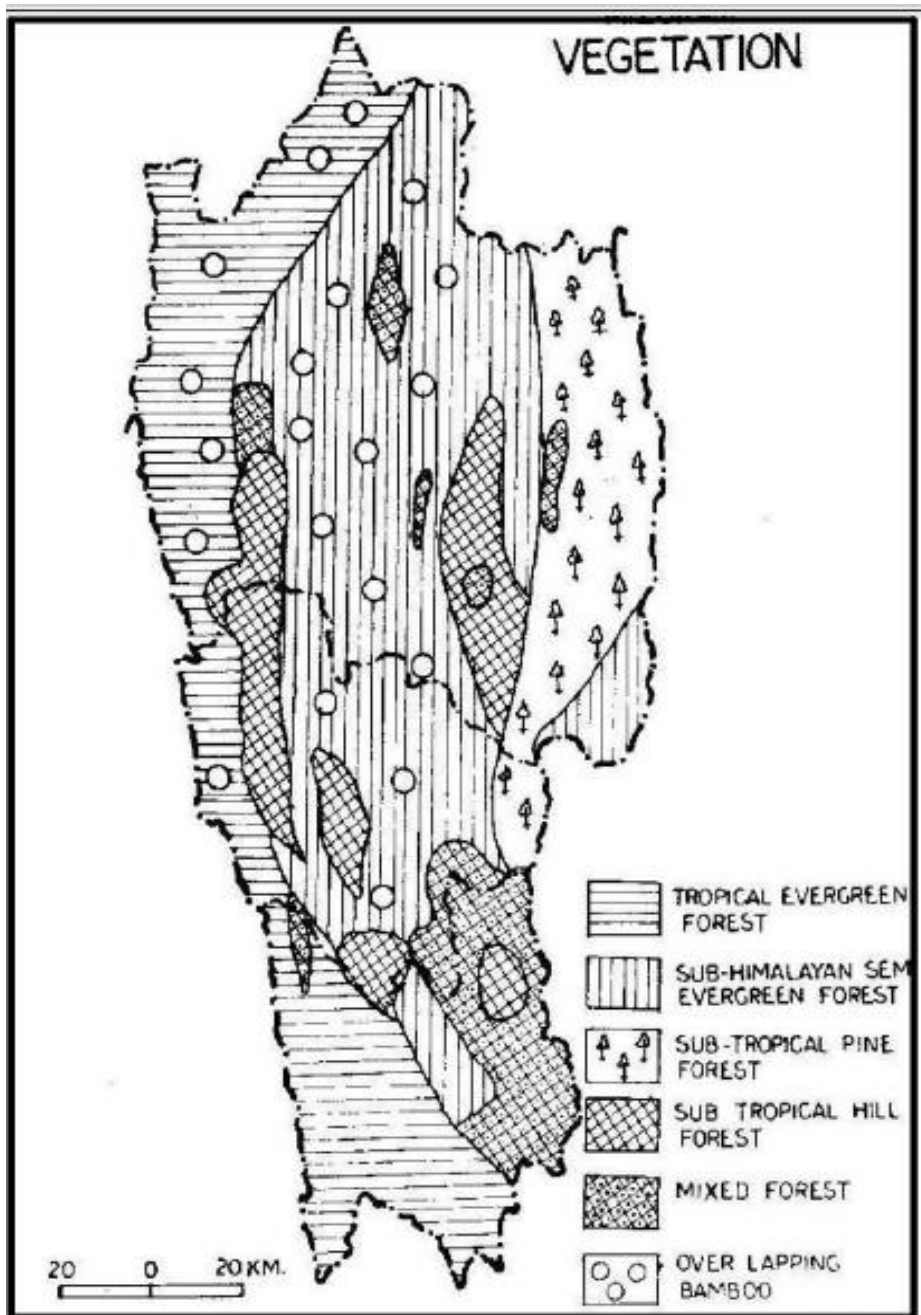 VEGETATION
TROPICAL EVERGREEN
FOREST
SUB-HIMALAYAN SEM
EVERGREEN FOREST
SUB-TROPICAL PINE
FOREST
SUB TROPICAL HILL
FOREST
MIXED FOREST
OVER LAPPING
BAMBOO
20 0 20 KM.